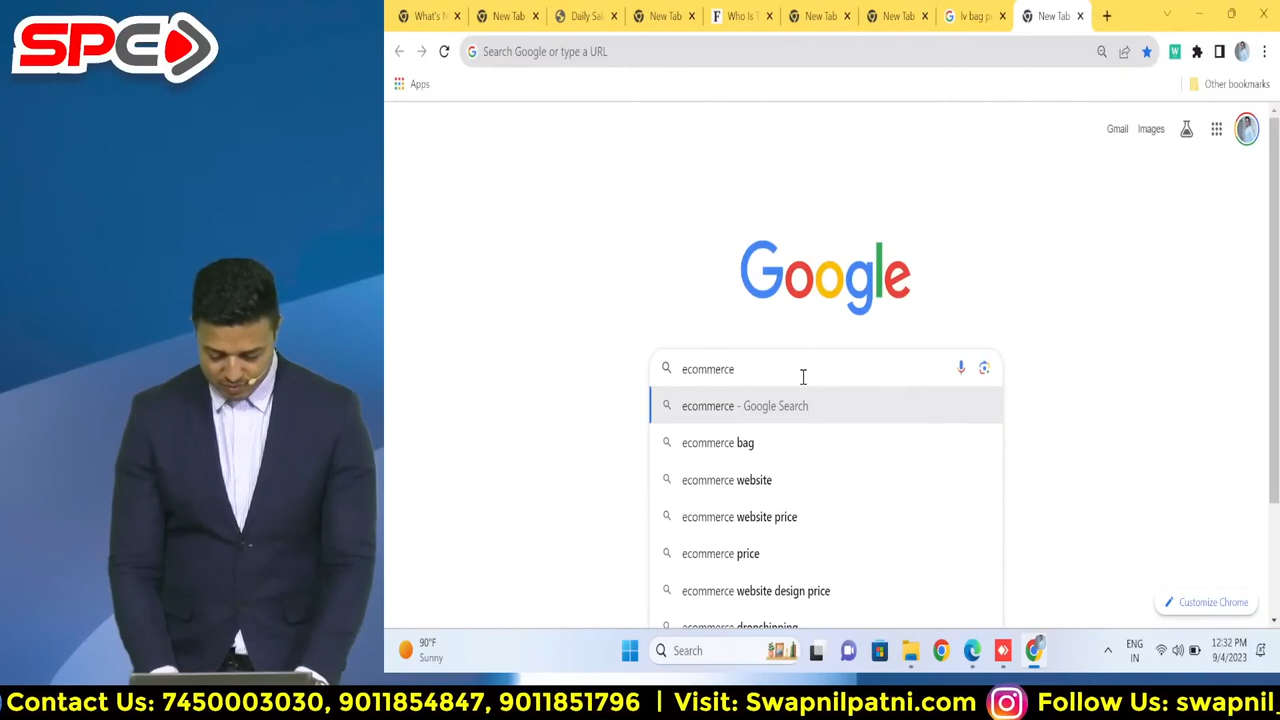 SPE
What's N
New Tab
Daily Sal
New Tab
Who Is T
New Tab
New Tab
lv bag p
New Tab
Search Google or type a URL
Apps
Other bookmarks
Gmail
Images
Google
ecommerce
ecommerce - Google Search
ecommerce bag
ecommerce website
ecommerce website price
ecommerce price
ecommerce website design price
ecommerce dropshipping
Customize Chrome
90°F
Sunny
Search
ENG
IN
12:32 PM
9/4/2023
Contact Us: 7450003030, 9011854847, 9011851796 | Visit: Swapnilpatni.com Follow Us: swapnil_